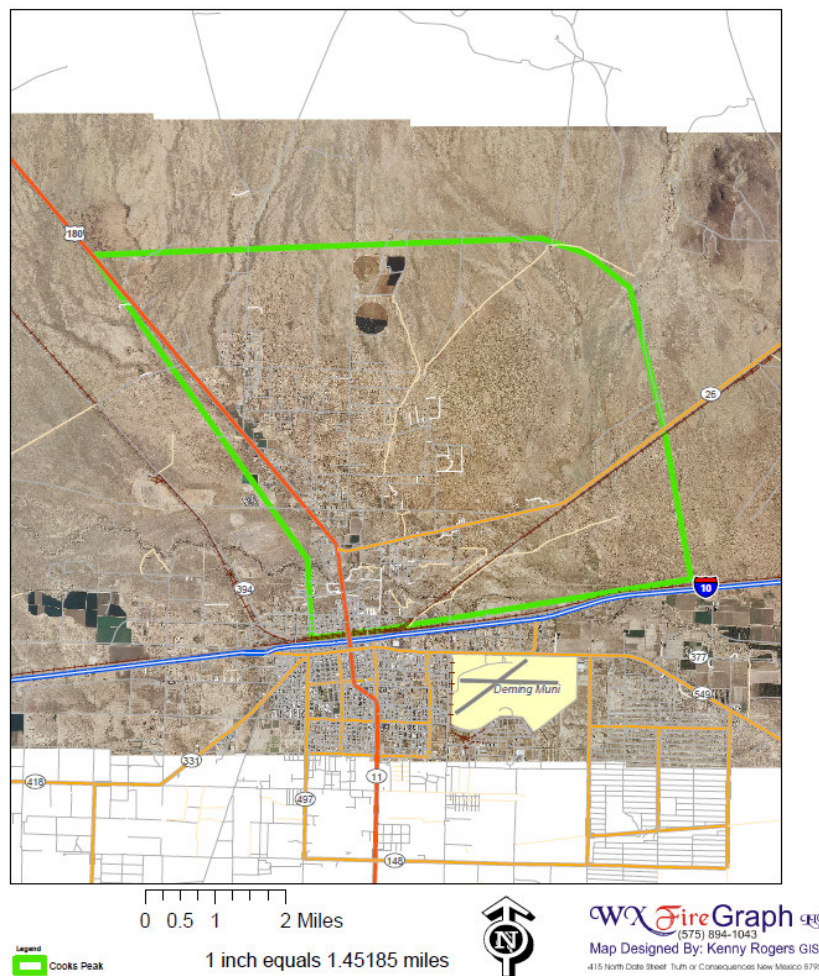 180
26
394
10
377
Deming Muni
549
331
11
418
497
148
0 0.5 1 2 Miles
1 inch equals 1.45185 miles
Legend
Cooks Peak
N
WX FireGraph
(575) 894-1043
Map Designed By: Kenny Rogers GIS
415 North Date Street Truth or Consequences New Mexico